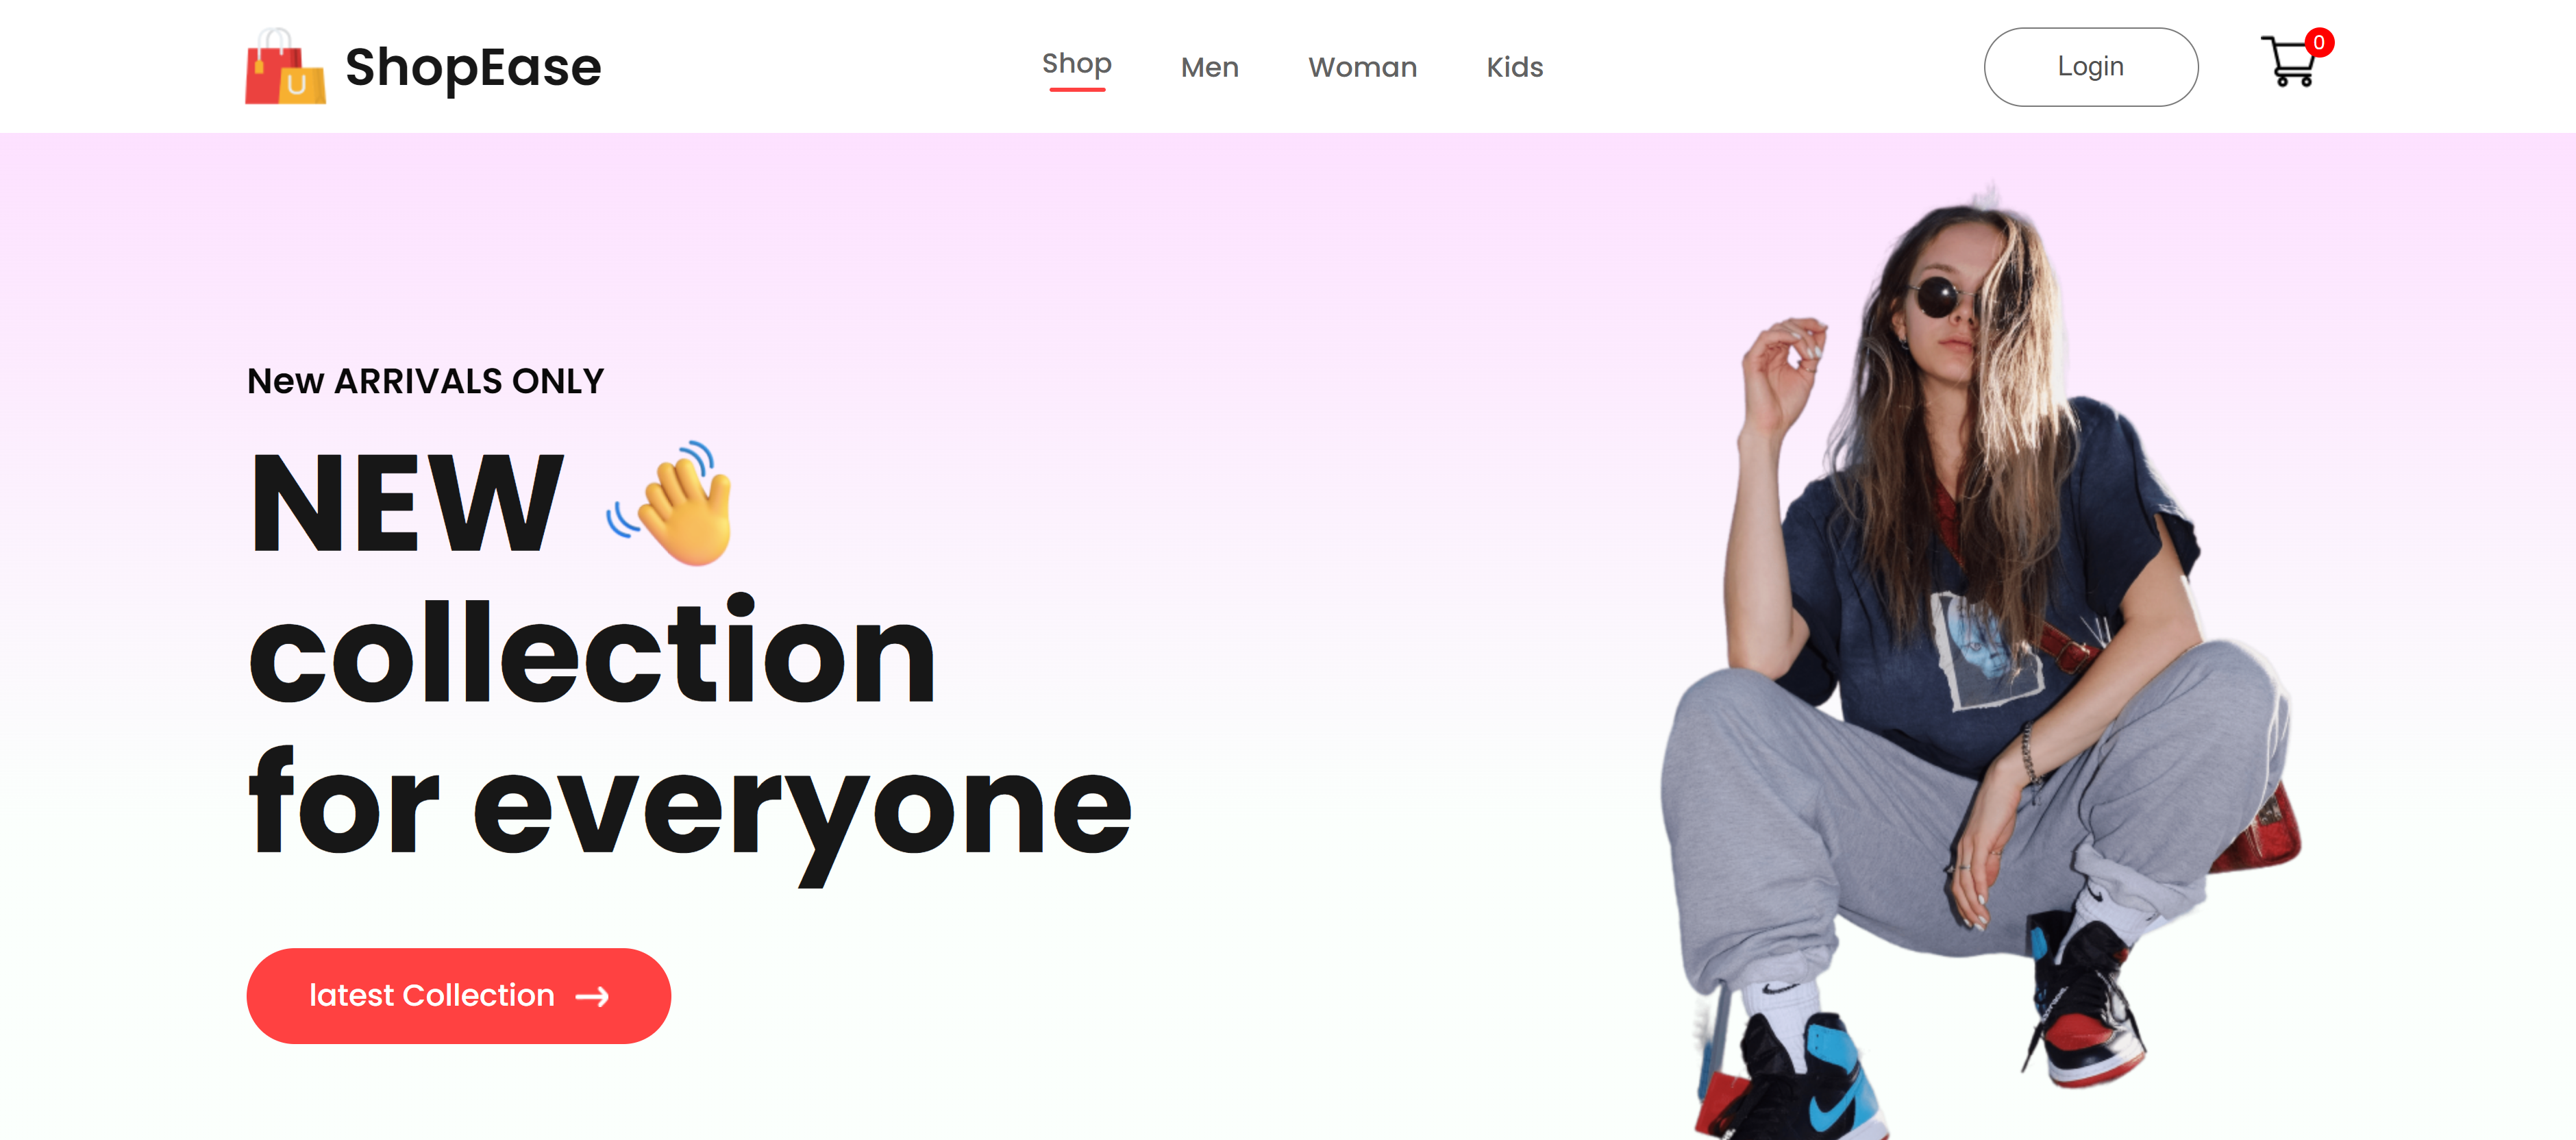 ShopEase
Shop Men Woman Kids
Login
0
New ARRIVALS ONLY
NEW
collection
for everyone
latest Collection